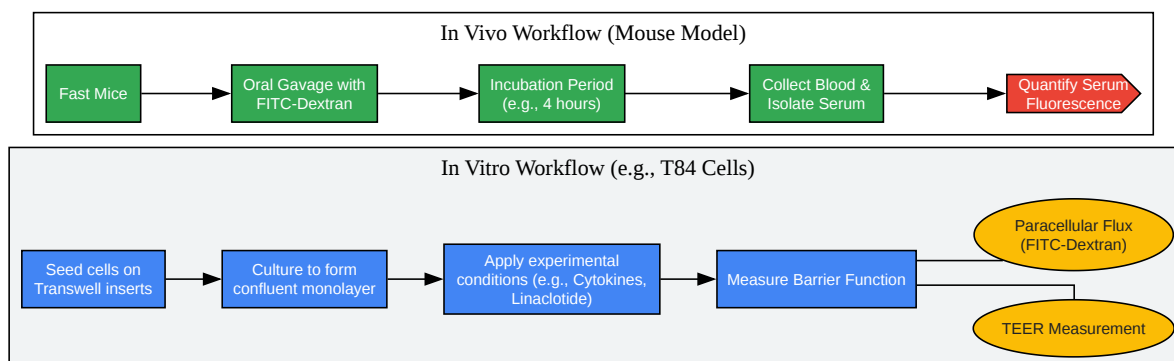 In Vivo Workflow (Mouse Model)
Fast Mice
Oral Gavage with
FITC-Dextran
Incubation Period
(e.g., 4 hours)
Collect Blood &
Isolate Serum
Quantify Serum
Fluorescence
In Vitro Workflow (e.g., T84 Cells)
Seed cells on
Transwell inserts
Culture to form
confluent monolayer
Apply experimental
conditions (e.g., Cytokines,
Linaclotide)
Measure Barrier Function
Paracellular Flux
(FITC-Dextran)
TEER Measurement